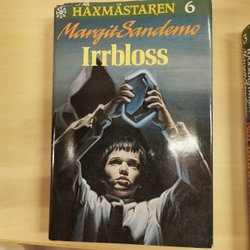 HÄXMÄSTAREN 6
Margit Sandemo
Irrbloss